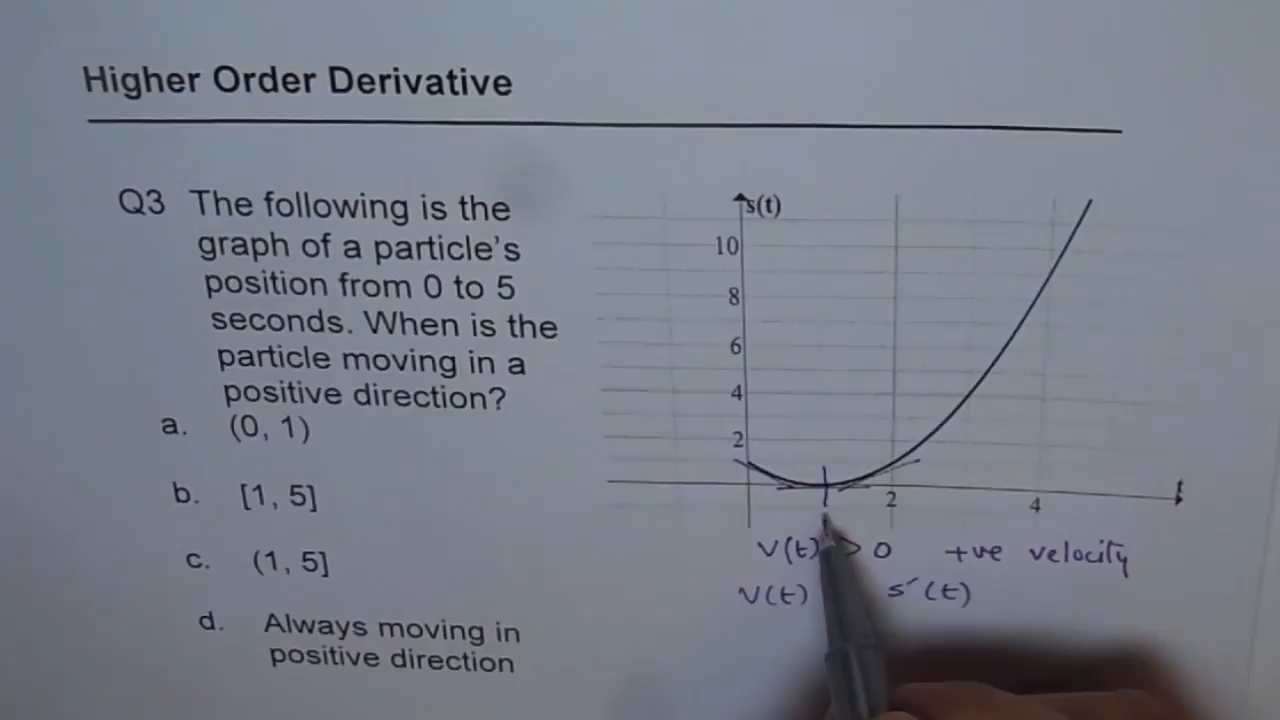 Higher Order Derivative
Q3 The following is the
graph of a particle's
position from 0 to 5
seconds. When is the
particle moving in a
positive direction?
a. (0, 1)
b. [1, 5]
c. (1, 5]
d. Always moving in
positive direction
s(t)
10
8
6
4
2
2 4
t
v(t) > 0 +ve velocity
v(t) s'(t)